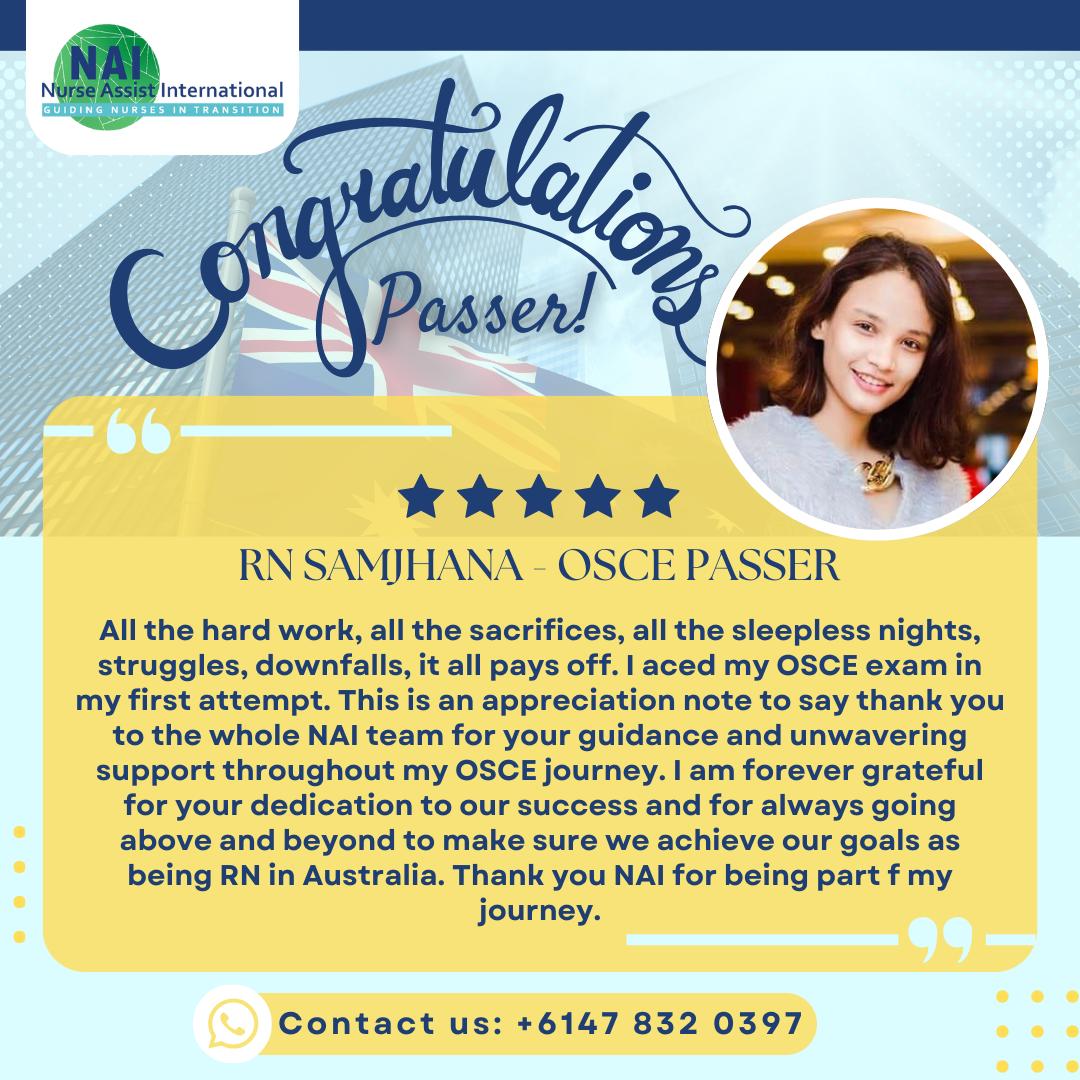 NAI
Nurse Assist International
GUIDING NURSES IN TRANSITION
Congratulations
Passer!
RN SAMJHANA - OSCE PASSER
All the hard work, all the sacrifices, all the sleepless nights,
struggles, downfalls, it all pays off. I aced my OSCE exam in
my first attempt. This is an appreciation note to say thank you
to the whole NAI team for your guidance and unwavering
support throughout my OSCE journey. I am forever grateful
for your dedication to our success and for always going
above and beyond to make sure we achieve our goals as
being RN in Australia. Thank you NAI for being part f my
journey.
Contact us: +6147 832 0397